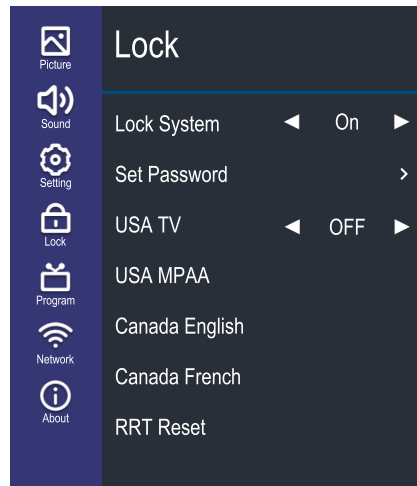 Picture
Sound
Setting
Lock
Program
Network
About
Lock
Lock System ◀ On ▶
Set Password >
USA TV ◀ OFF ▶
USA MPAA
Canada English
Canada French
RRT Reset